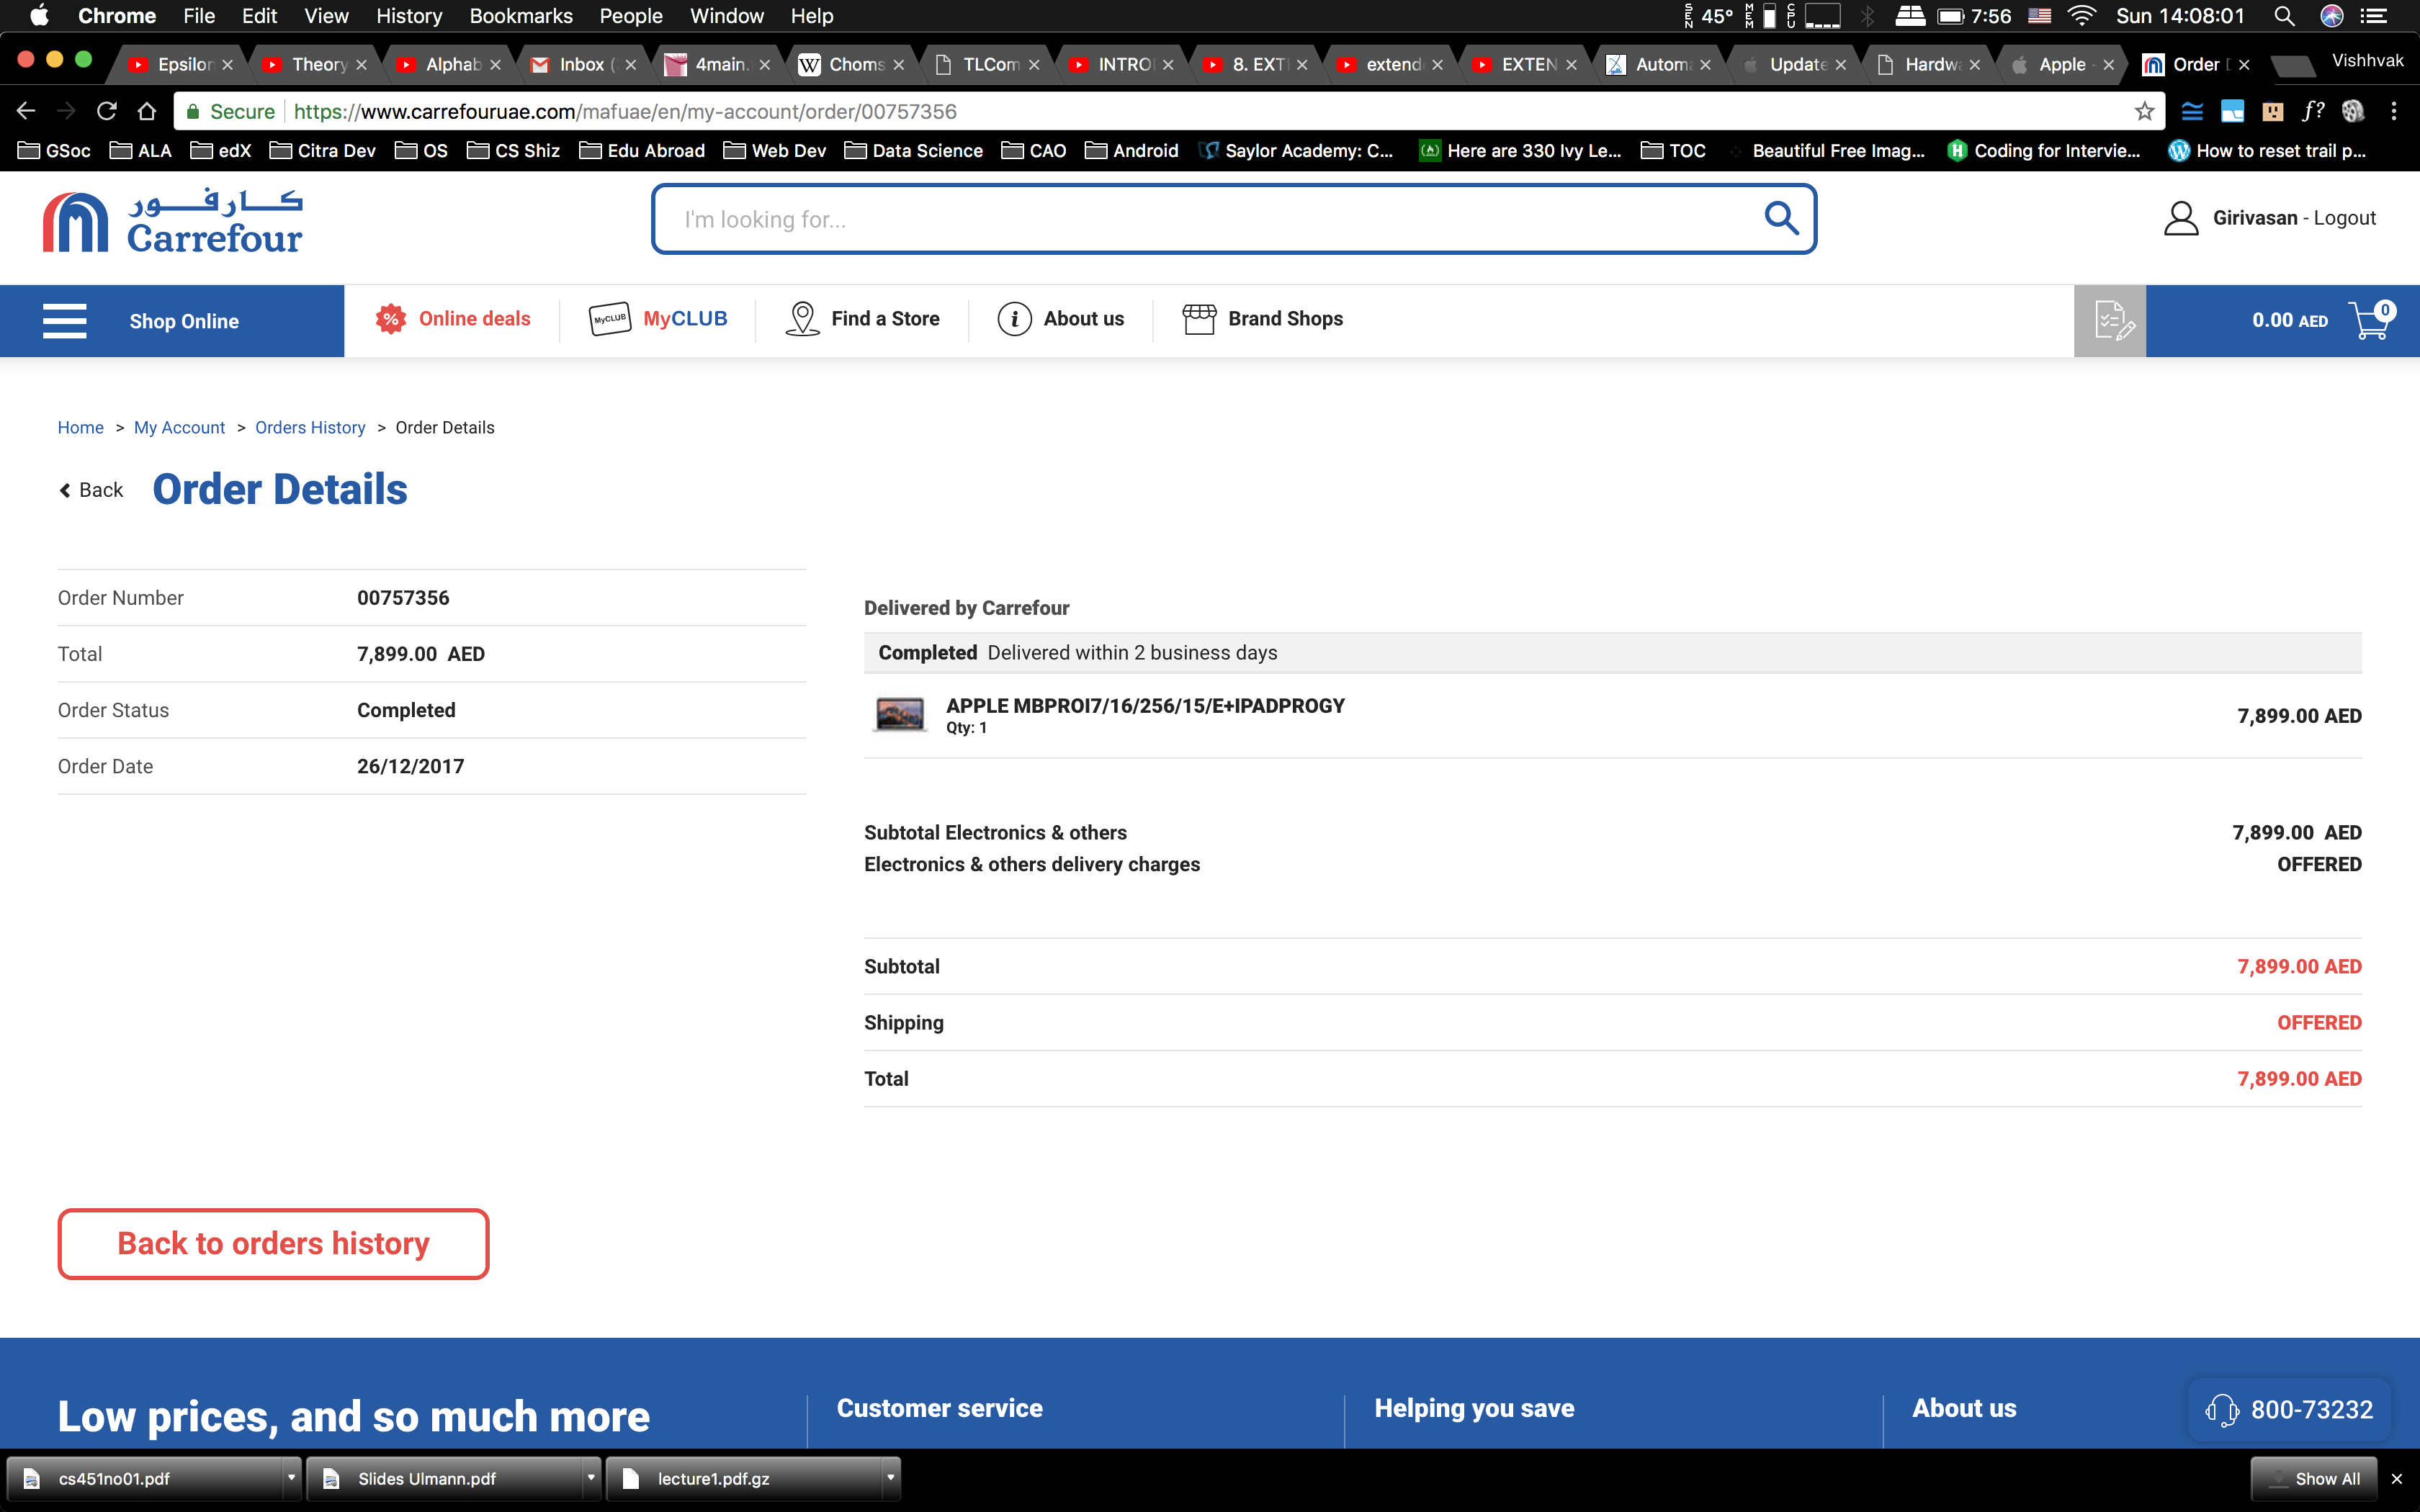 Chrome File Edit View History Bookmarks People Window Help SEN 45° MEM CPU 7:56 Sun 14:08:01
Epsilon Theory Alphab Inbox ( 4main. Choms TLCom INTRO 8. EXT extend EXTEN Autom Update Hardwa Apple - Order D Vishhvak
Secure https://www.carrefouruae.com/mafuae/en/my-account/order/00757356 f?
GSoc ALA edX Citra Dev OS CS Shiz Edu Abroad Web Dev Data Science CAO Android Saylor Academy: C... Here are 330 Ivy Le... TOC Beautiful Free Imag... Coding for Intervie... How to reset trail p...
كارفور
Carrefour
I'm looking for...
Girivasan - Logout
Shop Online % Online deals MyCLUB MyCLUB Find a Store i About us Brand Shops 0.00 AED 0
Home > My Account > Orders History > Order Details
Back Order Details
Order Number 00757356
Total 7,899.00 AED
Order Status Completed
Order Date 26/12/2017
Delivered by Carrefour
Completed Delivered within 2 business days
APPLE MBPROI7/16/256/15/E+IPADPROGY 7,899.00 AED
Qty: 1
Subtotal Electronics & others 7,899.00 AED
Electronics & others delivery charges OFFERED
Subtotal 7,899.00 AED
Shipping OFFERED
Total 7,899.00 AED
Back to orders history
Low prices, and so much more Customer service Helping you save About us 800-73232
cs451no01.pdf Slides Ulmann.pdf lecture1.pdf.gz Show All